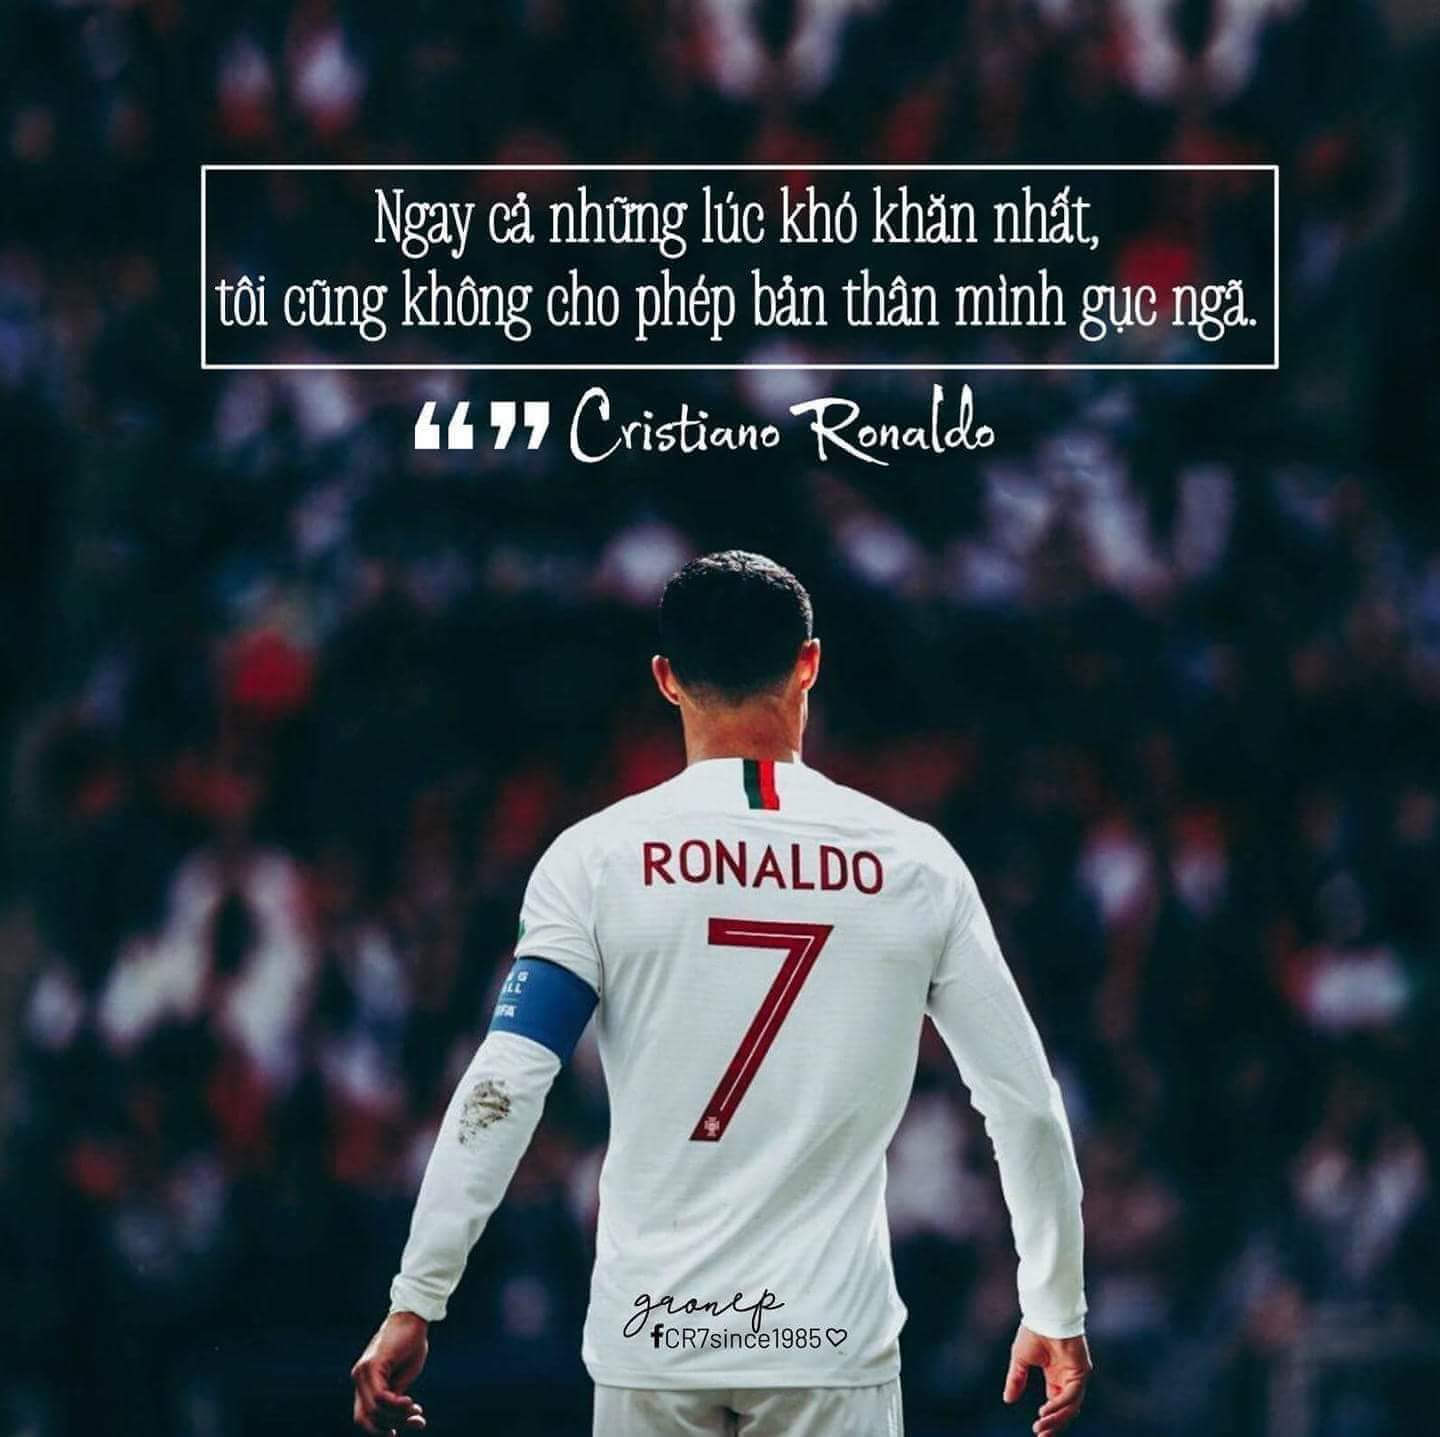 Ngay cả những lúc khó khăn nhất,
tôi cũng không cho phép bản thân mình gục ngã.
“” Cristiano Ronaldo
RONALDO
7
gaonep
fCR7since1985♡